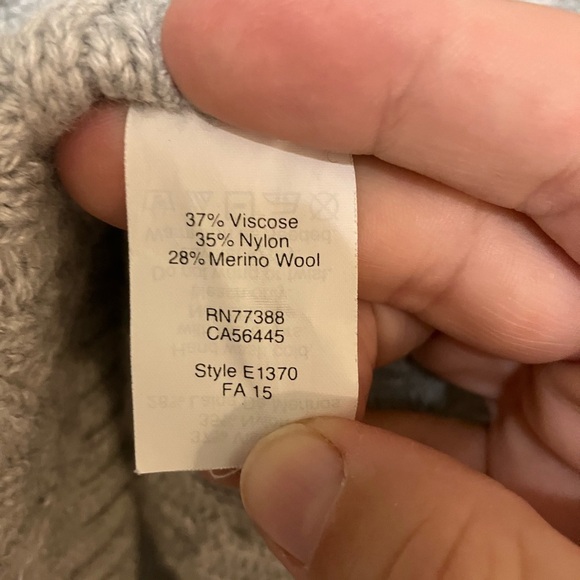 37% Viscose
35% Nylon
28% Merino Wool
RN77388
CA56445
Style E1370
FA 15